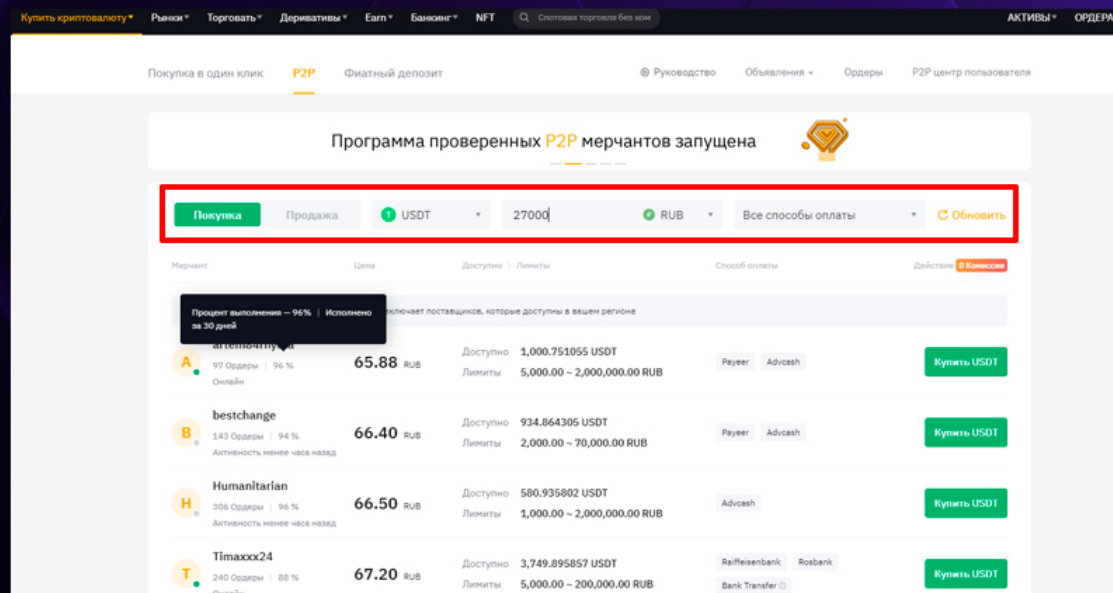 Купить криптовалюту Рынки Торговать Деривативы Earn Банкинг NFT Спотовая торговля без ком АКТИВЫ ОРДЕРА
Покупка в один клик P2P Фиатный депозит Руководство Объявления Ордеры P2P центр пользователя
Программа проверенных P2P мерчантов запущена
Покупка Продажа USDT 27000 RUB Все способы оплаты Обновить
Мерчант Цена Доступно | Лимиты Способ оплаты Действие 0 Комиссии
Процент выполнения — 96% | Исполнено
за 30 дней
включает поставщиков, которые доступны в вашем регионе
97 Ордеры | 96 %
Онлайн
65.88 RUB
Доступно 1,000.751055 USDT
Лимиты 5,000.00 ~ 2,000,000.00 RUB
Payeer Advcash
Купить USDT
bestchange
143 Ордеры | 94 %
Активность менее часа назад
66.40 RUB
Доступно 934.864305 USDT
Лимиты 2,000.00 ~ 70,000.00 RUB
Payeer Advcash
Купить USDT
Humanitarian
306 Ордеры | 96 %
Активность менее часа назад
66.50 RUB
Доступно 580.935802 USDT
Лимиты 1,000.00 ~ 2,000,000.00 RUB
Advcash
Купить USDT
Timaxxx24
240 Ордеры | 88 %
Онлайн
67.20 RUB
Доступно 3,749.895857 USDT
Лимиты 5,000.00 ~ 200,000.00 RUB
Raiffeisenbank Rosbank
Bank Transfer
Купить USDT